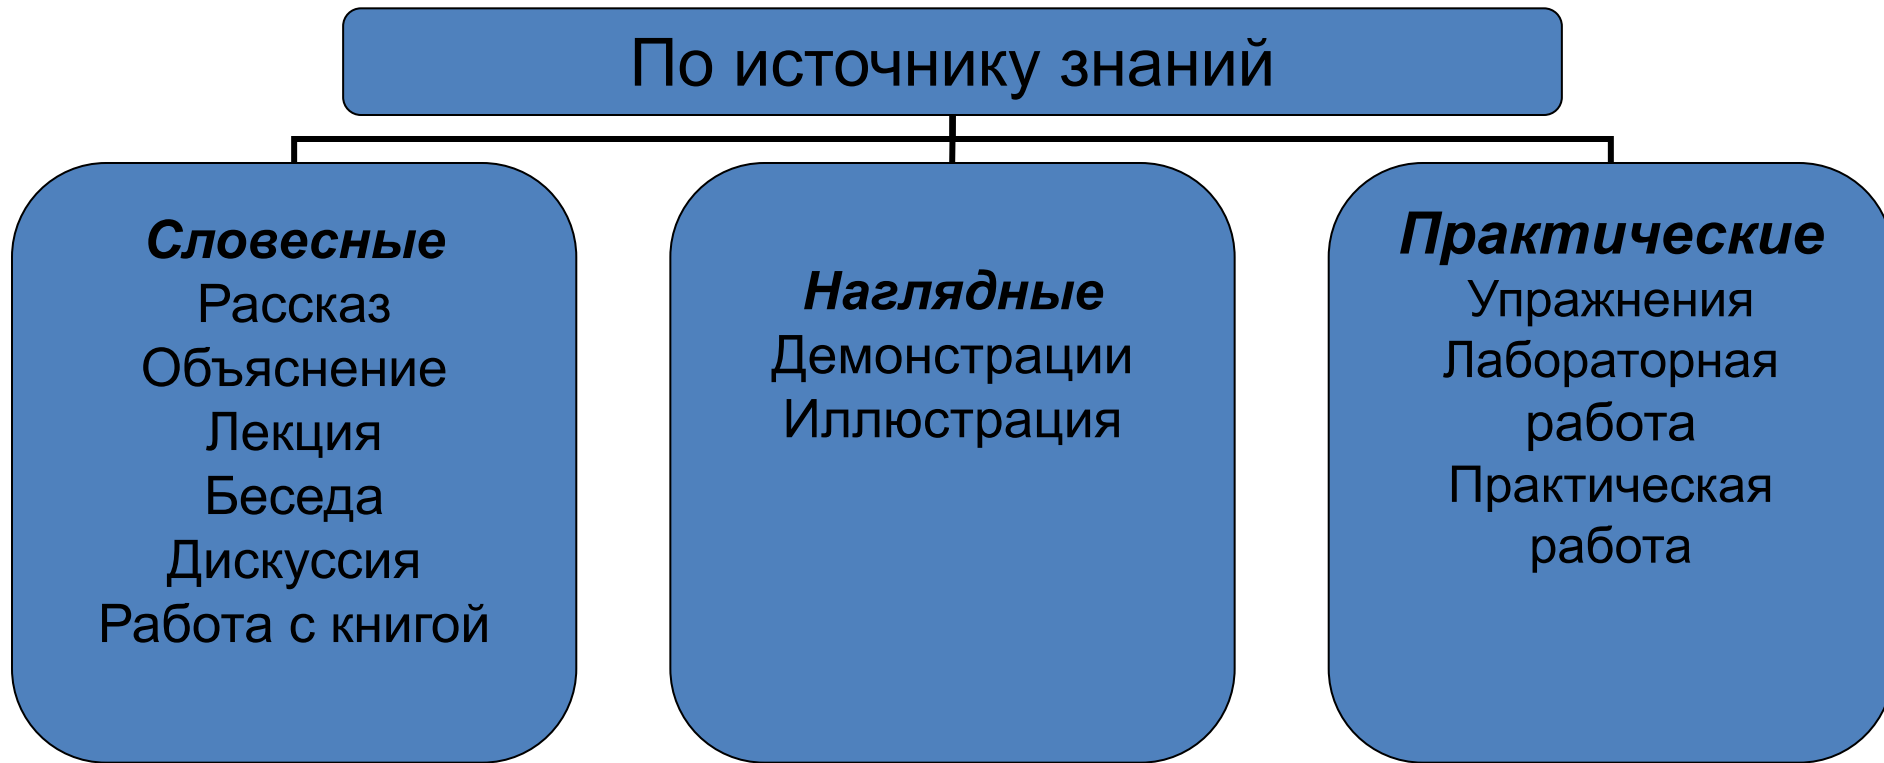 По источнику знаний
Словесные
Рассказ
Объяснение
Лекция
Беседа
Дискуссия
Работа с книгой
Наглядные
Демонстрации
Иллюстрация
Практические
Упражнения
Лабораторная
работа
Практическая
работа